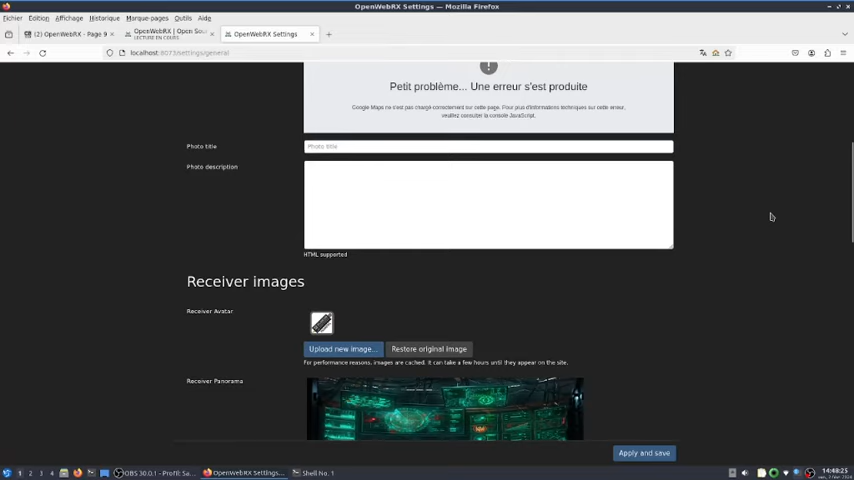 OpenWebRX Settings — Mozilla Firefox
Fichier Édition Affichage Historique Marque-pages Outils Aide
(2) OpenWebRX - Page 9 × OpenWebRX | Open Sou × OpenWebRX Settings ×
LECTURE EN COURS
localhost:8073/settings/general
Petit problème... Une erreur s'est produite
Google Maps ne s'est pas chargé correctement sur cette page. Pour plus d'informations techniques sur cette erreur,
veuillez consulter la console JavaScript.
Photo title Photo title
Photo description
HTML supported
Receiver images
Receiver Avatar
Upload new image... Restore original image
For performance reasons, images are cached. It can take a few hours until they appear on the site.
Receiver Panorama
Apply and save
1 2 3 4 OBS 30.0.1 - Profil: Sa... OpenWebRX Settings... Shell No. 1 14:48:25